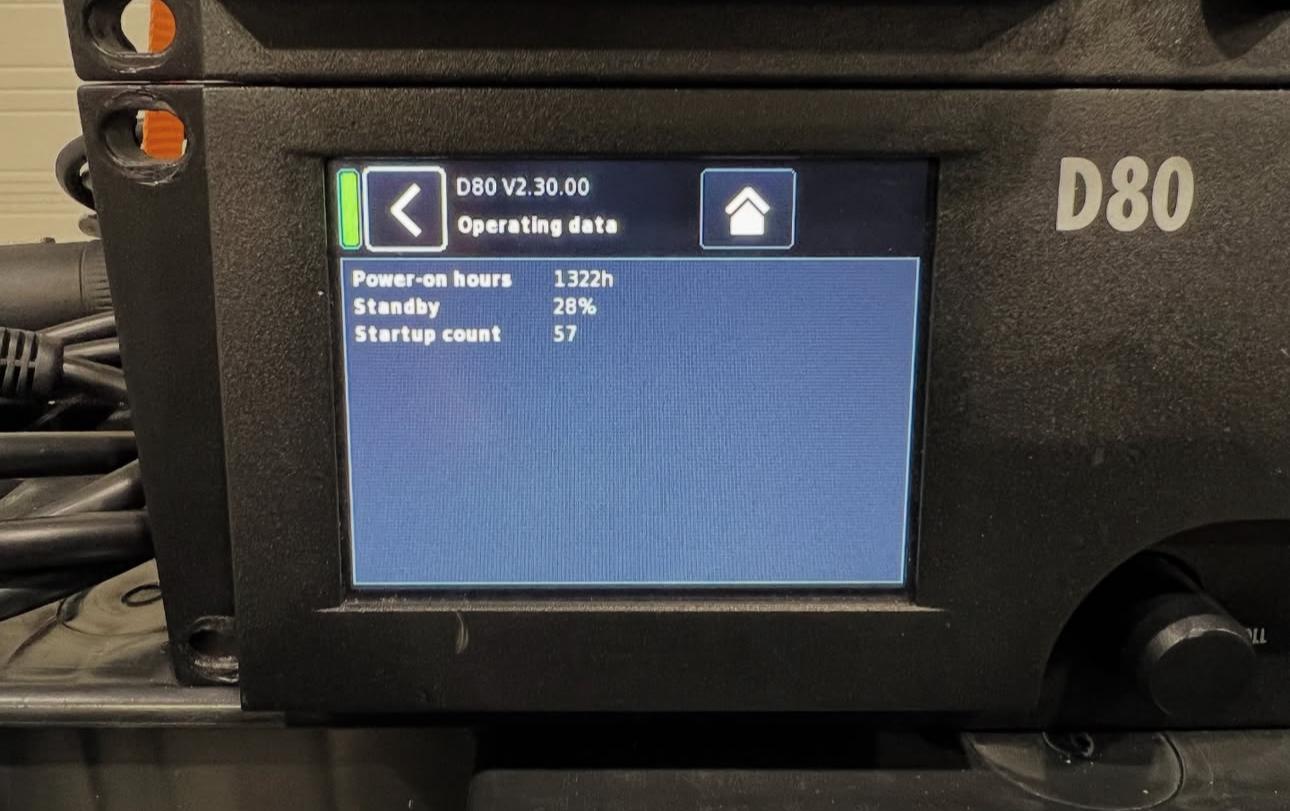 D80 V2.30.00
Operating data
D80
Power-on hours 1322h
Standby 28%
Startup count 57